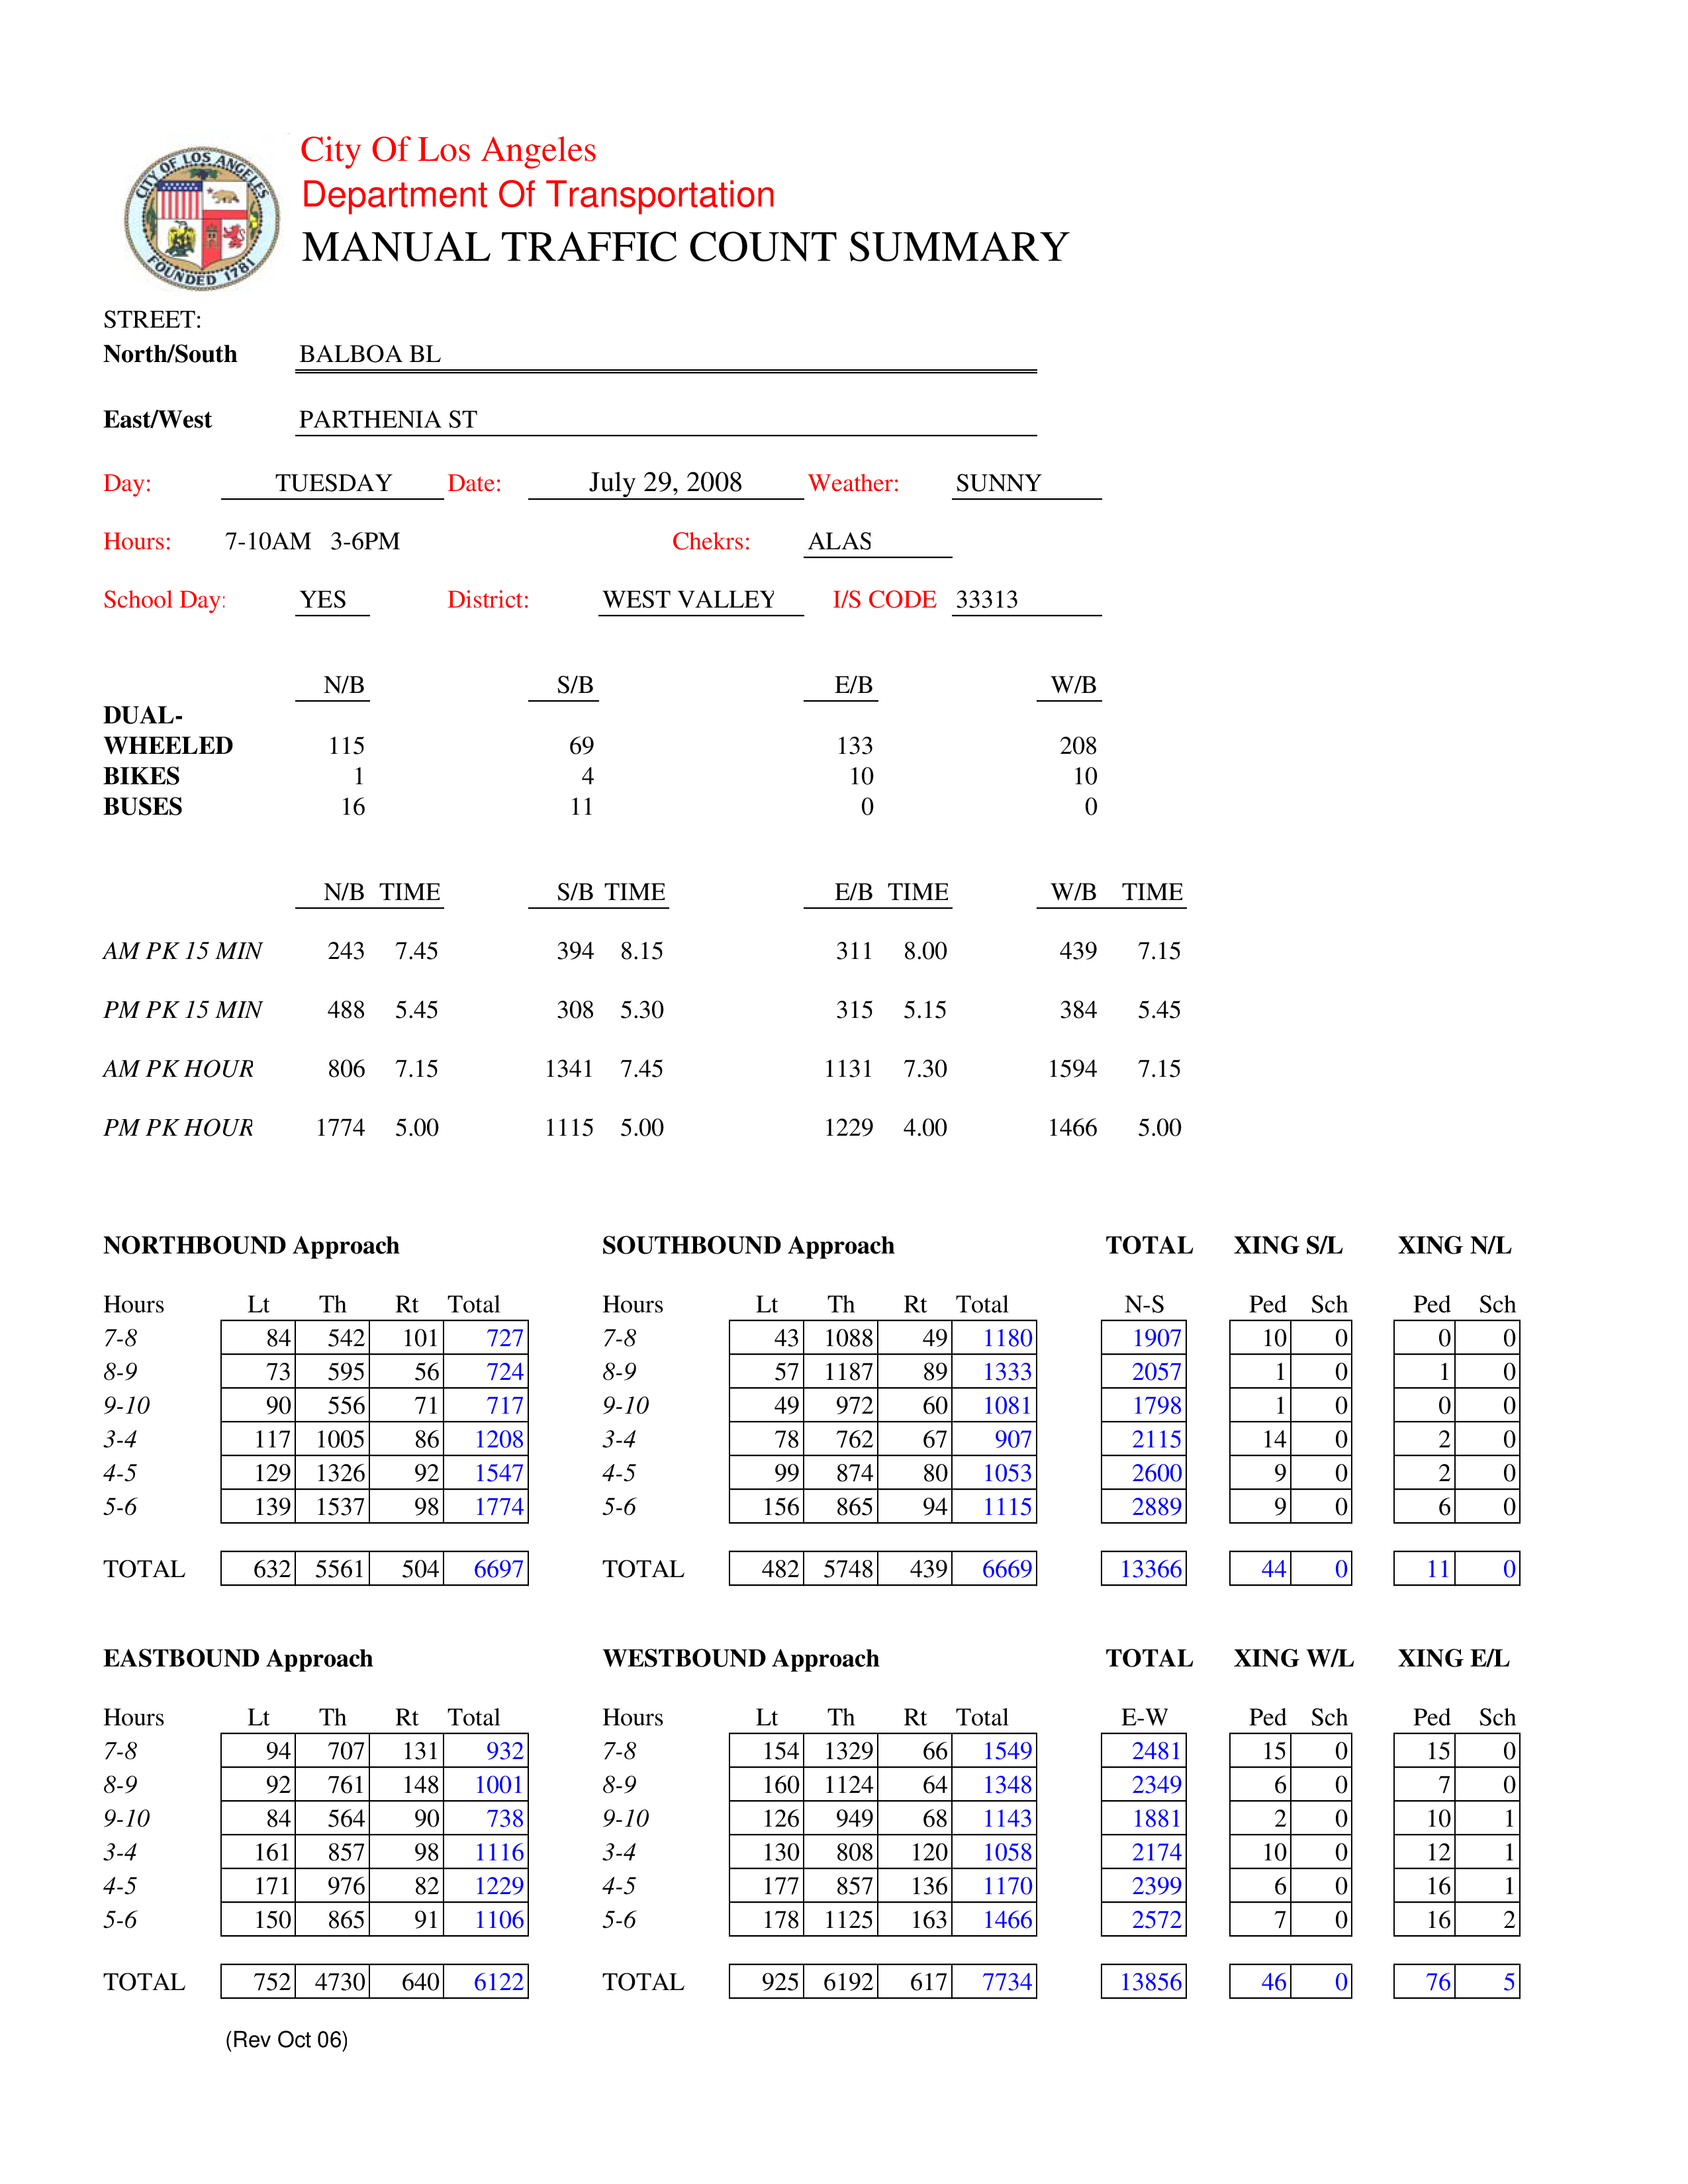 CITY OF LOS ANGELES
FOUNDED 1781
City Of Los Angeles
Department Of Transportation
MANUAL TRAFFIC COUNT SUMMARY
STREET:
North/South BALBOA BL
East/West PARTHENIA ST
Day: TUESDAY Date: July 29, 2008 Weather: SUNNY
Hours: 7-10AM 3-6PM Chekrs: ALAS
School Day: YES District: WEST VALLEY I/S CODE 33313
N/B S/B E/B W/B
DUAL-
WHEELED 115 69 133 208
BIKES 1 4 10 10
BUSES 16 11 0 0
N/B TIME S/B TIME E/B TIME W/B TIME
AM PK 15 MIN 243 7.45 394 8.15 311 8.00 439 7.15
PM PK 15 MIN 488 5.45 308 5.30 315 5.15 384 5.45
AM PK HOUR 806 7.15 1341 7.45 1131 7.30 1594 7.15
PM PK HOUR 1774 5.00 1115 5.00 1229 4.00 1466 5.00
NORTHBOUND Approach SOUTHBOUND Approach TOTAL XING S/L XING N/L
Hours Lt Th Rt Total Hours Lt Th Rt Total N-S Ped Sch Ped Sch
7-8 84 542 101 727 7-8 43 1088 49 1180 1907 10 0 0 0
8-9 73 595 56 724 8-9 57 1187 89 1333 2057 1 0 1 0
9-10 90 556 71 717 9-10 49 972 60 1081 1798 1 0 0 0
3-4 117 1005 86 1208 3-4 78 762 67 907 2115 14 0 2 0
4-5 129 1326 92 1547 4-5 99 874 80 1053 2600 9 0 2 0
5-6 139 1537 98 1774 5-6 156 865 94 1115 2889 9 0 6 0
TOTAL 632 5561 504 6697 TOTAL 482 5748 439 6669 13366 44 0 11 0
EASTBOUND Approach WESTBOUND Approach TOTAL XING W/L XING E/L
Hours Lt Th Rt Total Hours Lt Th Rt Total E-W Ped Sch Ped Sch
7-8 94 707 131 932 7-8 154 1329 66 1549 2481 15 0 15 0
8-9 92 761 148 1001 8-9 160 1124 64 1348 2349 6 0 7 0
9-10 84 564 90 738 9-10 126 949 68 1143 1881 2 0 10 1
3-4 161 857 98 1116 3-4 130 808 120 1058 2174 10 0 12 1
4-5 171 976 82 1229 4-5 177 857 136 1170 2399 6 0 16 1
5-6 150 865 91 1106 5-6 178 1125 163 1466 2572 7 0 16 2
TOTAL 752 4730 640 6122 TOTAL 925 6192 617 7734 13856 46 0 76 5
(Rev Oct 06)